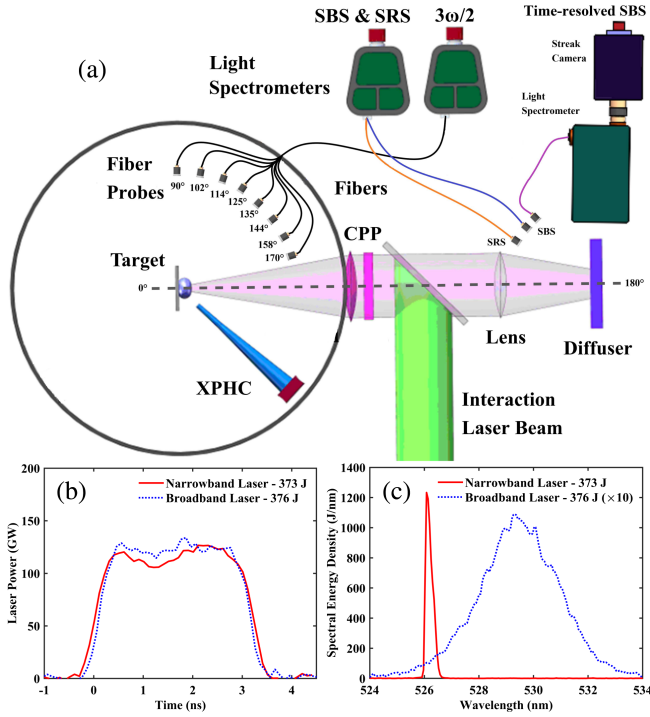 SBS & SRS
3ω/2
Time-resolved SBS
Streak
Camera
(a)
Light
Spectrometers
Light
Spectrometer
Fiber
Probes
90°
102°
114°
125°
135°
144°
158°
170°
Fibers
SRS
SBS
CPP
Target
0°
180°
XPHC
Lens
Diffuser
Interaction
Laser Beam
(b)
Narrowband Laser - 373 J
Broadband Laser - 376 J
Laser Power (GW)
200
150
100
50
0
-1
0
1
2
3
4
Time (ns)
(c)
Narrowband Laser - 373 J
Broadband Laser - 376 J (×10)
Spectral Energy Density (J/nm)
1400
1200
1000
800
600
400
200
0
524
526
528
530
532
534
Wavelength (nm)